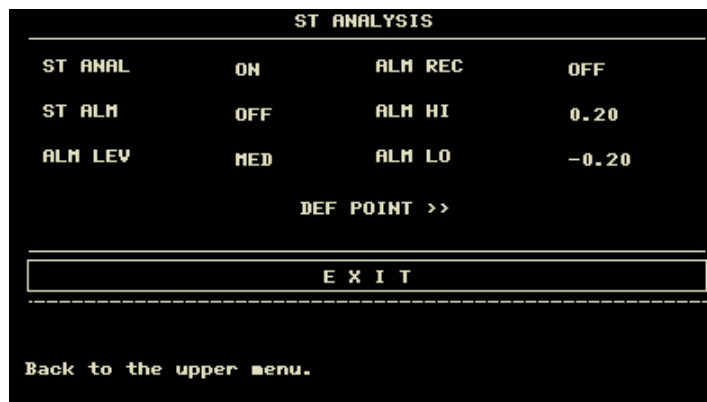 ST ANALYSIS
ST ANAL ON ALM REC OFF
ST ALM OFF ALM HI 0.20
ALM LEV MED ALM LO -0.20
DEF POINT >>
E X I T
Back to the upper menu.